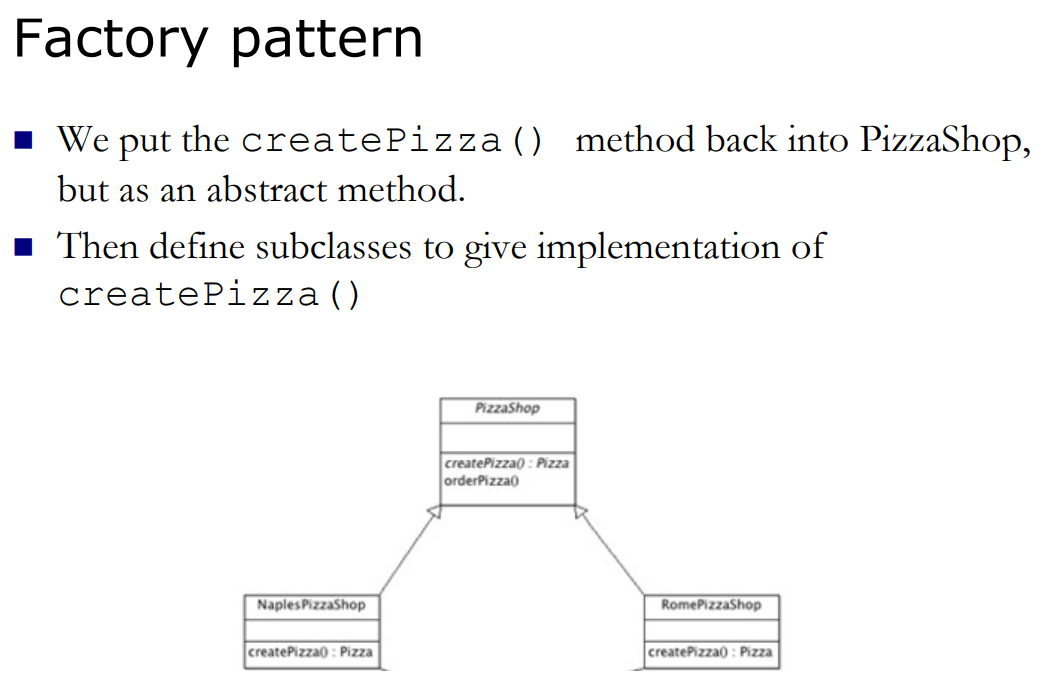 Factory pattern
We put the createPizza() method back into PizzaShop,
but as an abstract method.
Then define subclasses to give implementation of
createPizza()
PizzaShop
createPizza() : Pizza
orderPizza()
NaplesPizzaShop
createPizza() : Pizza
RomePizzaShop
createPizza() : Pizza